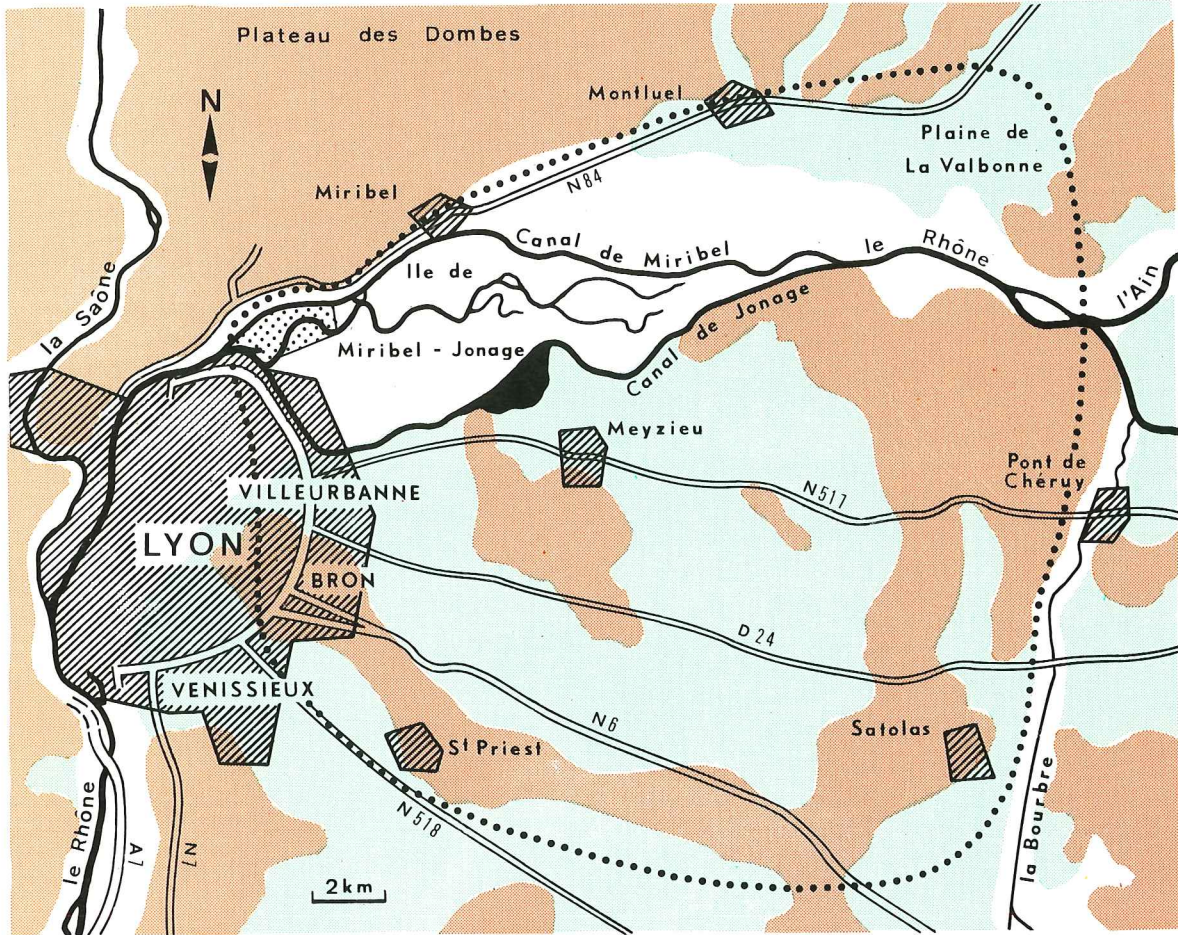 Plateau des Dombes
N
Montluel
Plaine de
La Valbonne
Miribel
N84
la Saône
Canal de Miribel
le Rhône
l'Ain
Ile de
Miribel - Jonage
Canal de Jonage
Meyzieu
Pont de
Chéruy
N517
VILLEURBANNE
LYON
BRON
D 24
VENISSIEUX
St Priest
N6
Satolas
N 518
la Bourbre
le Rhône
A7
N7
2km